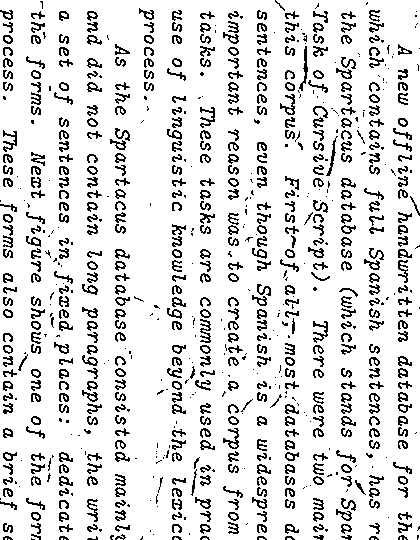 A new offline handwritten database for the
which contains full Spanish sentences, has re
the Spartacus database (which stands for Span
Task of Cursive Script). There were two main
this corpus. First of all, most databases do
sentences, even though Spanish is a widesprea
important reason was to create a corpus from
tasks. These tasks are commonly used in prac
use of linguistic knowledge beyond the lexico
process.
As the Spartacus database consisted mainly
and did not contain long paragraphs, the writ
a set of sentences in fixed places: dedicate
the forms. Next figure shows one of the form
process. These forms also contain a brief se